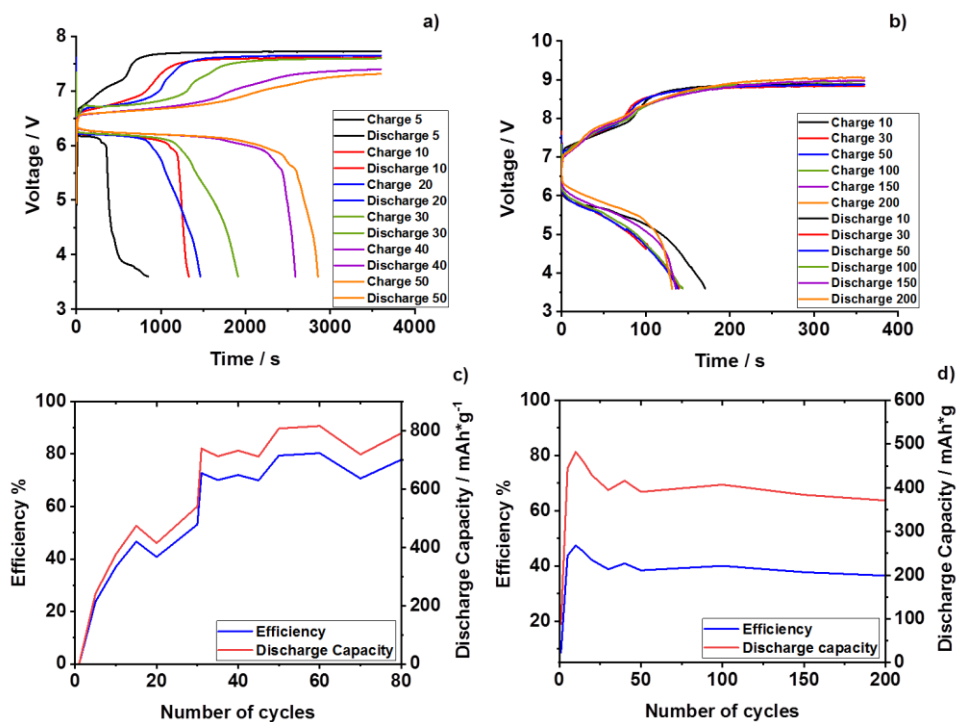 a)
8
7
6
5
4
3
Voltage / V
0
1000
2000
3000
4000
Time / s
Charge 5
Discharge 5
Charge 10
Discharge 10
Charge  20
Discharge 20
Charge 30
Discharge 30
Charge 40
Discharge 40
Charge 50
Discharge 50
b)
10
9
8
7
6
5
4
3
Voltage / V
0
100
200
300
400
Time / s
Charge 10
Charge 30
Charge 50
Charge 100
Charge 150
Charge 200
Discharge 10
Discharge 30
Discharge 50
Discharge 100
Discharge 150
Discharge 200
c)
100
80
60
40
20
0
Efficiency %
0
20
40
60
80
Number of cycles
800
600
400
200
0
Discharge Capacity / mAh*g-1
Efficiency
Discharge Capacity
d)
100
80
60
40
20
Efficiency %
0
50
100
150
200
Number of cycles
600
500
400
300
200
100
0
Discharge Capacity / mAh*g
Efficiency
Discharge capacity